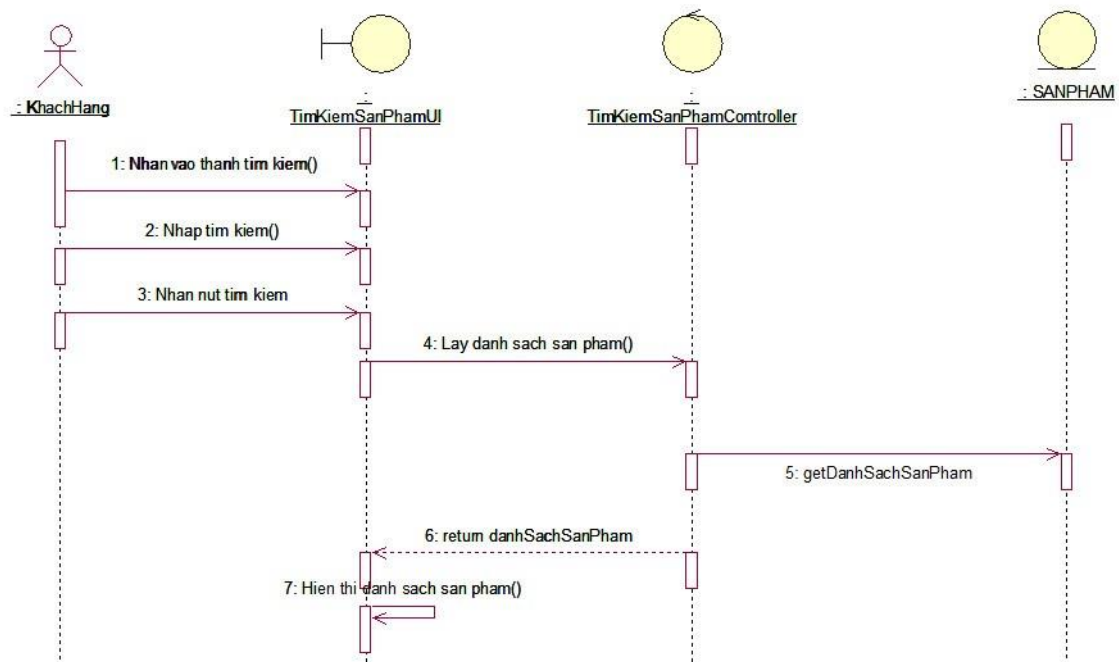 : KhachHang
:
TimKiemSanPhamUI
:
TimKiemSanPhamComtroller
: SANPHAM
1: Nhan vao thanh tim kiem()
2: Nhap tim kiem()
3: Nhan nut tim kiem
4: Lay danh sach san pham()
5: getDanhSachSanPham
6: return danhSachSanPham
7: Hien thi danh sach san pham()